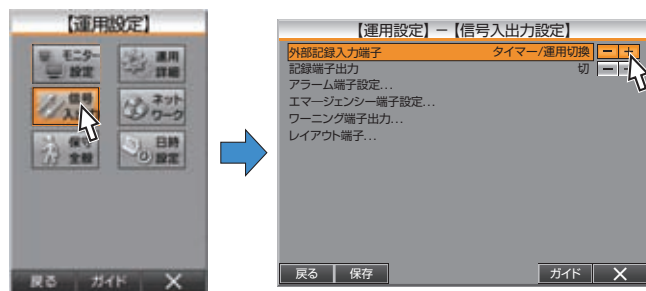 【運用設定】
モニター
設定
運用
詳細
信号
入出力
ネット
ワーク
保守
全般
日時
設定
戻る ガイド ×
【運用設定】－【信号入出力設定】
外部記録入力端子 タイマー/運用切換 － ＋
記録端子出力 切 － ＋
アラーム端子設定...
エマージェンシー端子設定...
ワーニング端子出力...
レイアウト端子...
戻る 保存 ガイド ×